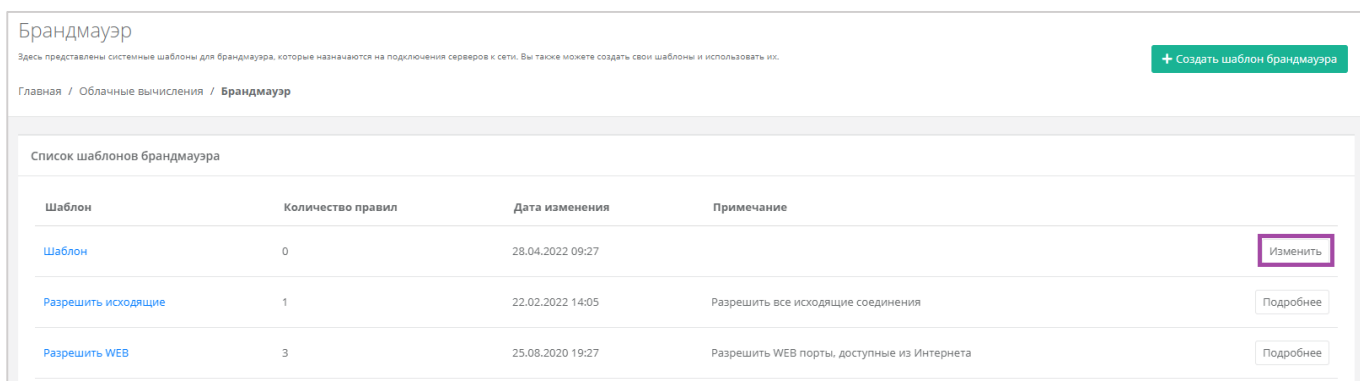 Брандмауэр
Здесь представлены системные шаблоны для брандмауэра, которые назначаются на подключения серверов к сети. Вы также можете создать свои шаблоны и использовать их.
+ Создать шаблон брандмауэра
Главная / Облачные вычисления / Брандмауэр
Список шаблонов брандмауэра
Шаблон Количество правил Дата изменения Примечание
Шаблон 0 28.04.2022 09:27 Изменить
Разрешить исходящие 1 22.02.2022 14:05 Разрешить все исходящие соединения Подробнее
Разрешить WEB 3 25.08.2020 19:27 Разрешить WEB порты, доступные из Интернета Подробнее